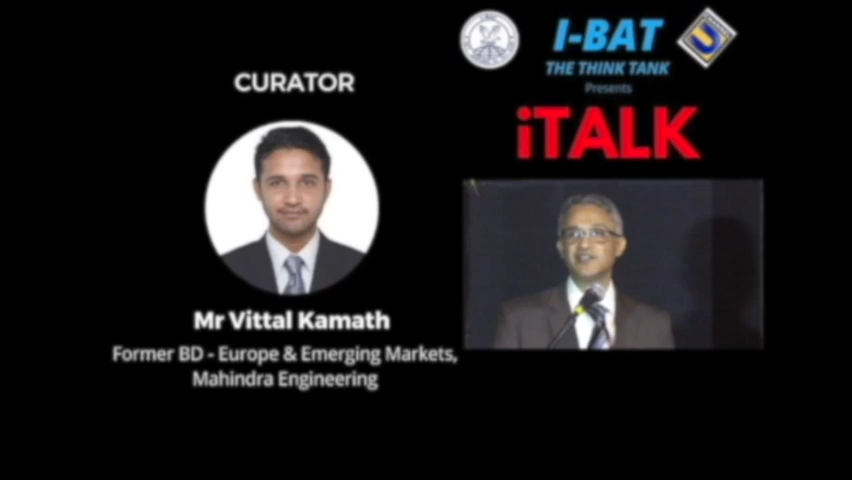 CURATOR
Mr Vittal Kamath
Former BD - Europe & Emerging Markets,
Mahindra Engineering
I-BAT
THE THINK TANK
Presents
iTALK